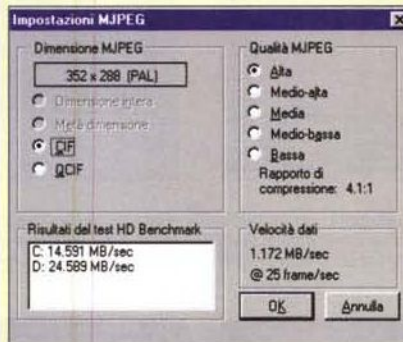 Impostazioni MJPEG
Dimensione MJPEG
352 x 288 (PAL)
Dimensione intera
Metà dimensione
CIF
QCIF
Qualità MJPEG
Alta
Medio-alta
Media
Medio-bassa
Bassa
Rapporto di
compressione: 4.1:1
Risultati del test HD Benchmark
C: 14.591 MB/sec
D: 24.589 MB/sec
Velocità dati
1.172 MB/sec
@ 25 frame/sec
OK
Annulla